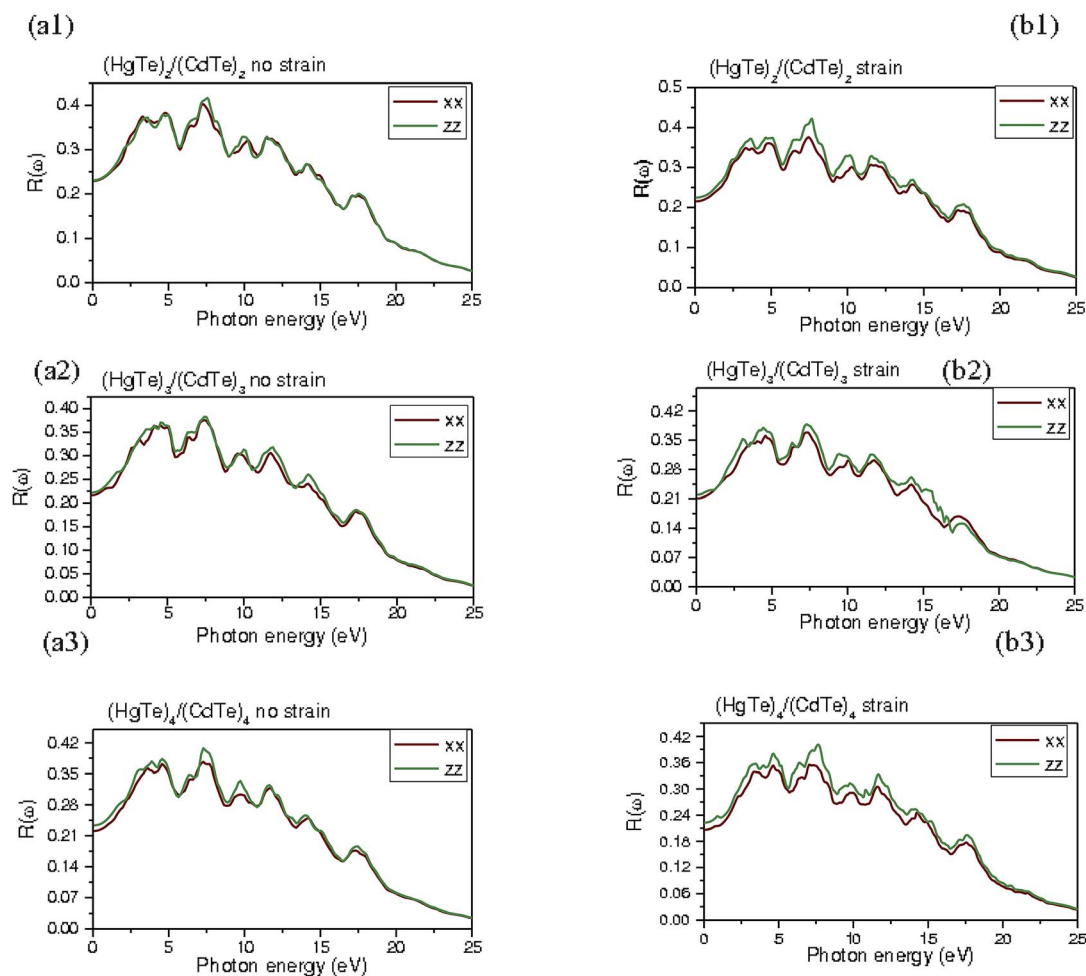 (a1)
(HgTe)2/(CdTe)2 no strain
xx
zz
0.4
0.3
0.2
0.1
0.0
R(ω)
0 5 10 15 20 25
Photon energy (eV)
(b1)
(HgTe)2/(CdTe)2 strain
xx
zz
0.5
0.4
0.3
0.2
0.1
0.0
R(ω)
0 5 10 15 20 25
Photon energy (eV)
(a2)
(HgTe)3/(CdTe)3 no strain
xx
zz
0.40
0.35
0.30
0.25
0.20
0.15
0.10
0.05
0.00
R(ω)
0 5 10 15 20 25
Photon energy (eV)
(b2)
(HgTe)3/(CdTe)3 strain
xx
zz
0.42
0.35
0.28
0.21
0.14
0.07
0.00
R(ω)
0 5 10 15 20 25
Photon energy (eV)
(a3)
(HgTe)4/(CdTe)4 no strain
xx
zz
0.42
0.35
0.28
0.21
0.14
0.07
0.00
R(ω)
0 5 10 15 20 25
Photon energy (eV)
(b3)
(HgTe)4/(CdTe)4 strain
xx
zz
0.42
0.36
0.30
0.24
0.18
0.12
0.06
0.00
R(ω)
0 5 10 15 20 25
Photon energy (eV)